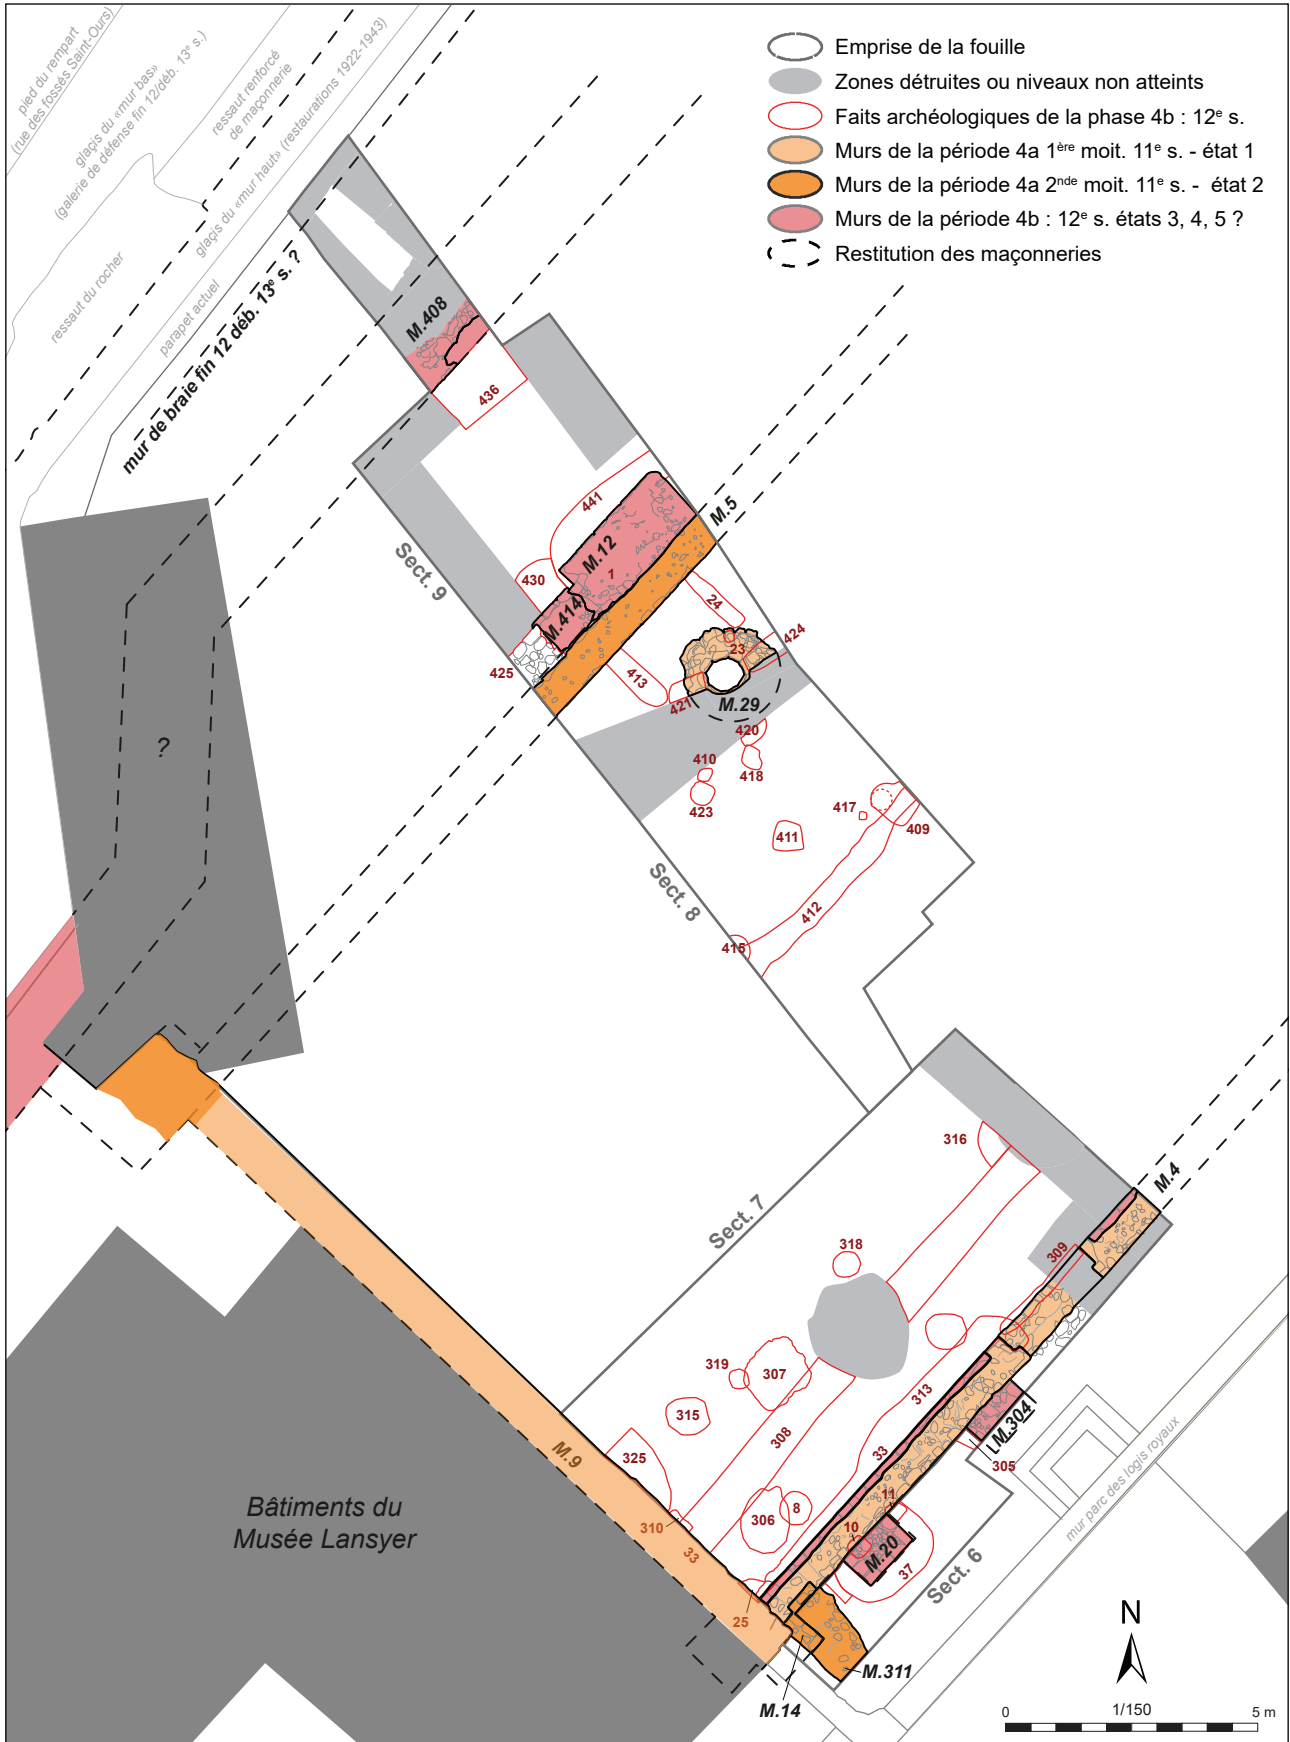 Emprise de la fouille
Zones détruites ou niveaux non atteints
Faits archéologiques de la phase 4b : 12e s.
Murs de la période 4a 1ère moit. 11e s. - état 1
Murs de la période 4a 2nde moit. 11e s. - état 2
Murs de la période 4b : 12e s. états 3, 4, 5 ?
Restitution des maçonneries
pied du rempart
(rue des fossés Saint-Ours)
glaçis du «mur bas»
(galerie de défense fin 12/déb. 13e s.)
ressaut renforcé
de maçonnerie
glaçis du «mur haut» (restaurations 1922-1943)
ressaut du rocher
parapet actuel
mur de braie fin 12 déb. 13e s. ?
M.408
436
441
M.5
M.12
1
Sect. 9
430
M.414
24
424
23
425
413
421
M.29
420
410
418
423
417
409
411
Sect. 8
412
415
?
316
M.4
Sect. 7
318
309
319
307
313
315
308
M.304
325
33
305
M.9
11
mur parc des logis royaux
Bâtiments du
Musée Lansyer
8
306
10
310
M.20
33
37
Sect. 6
25
M.311
M.14
N
0
1/150
5 m